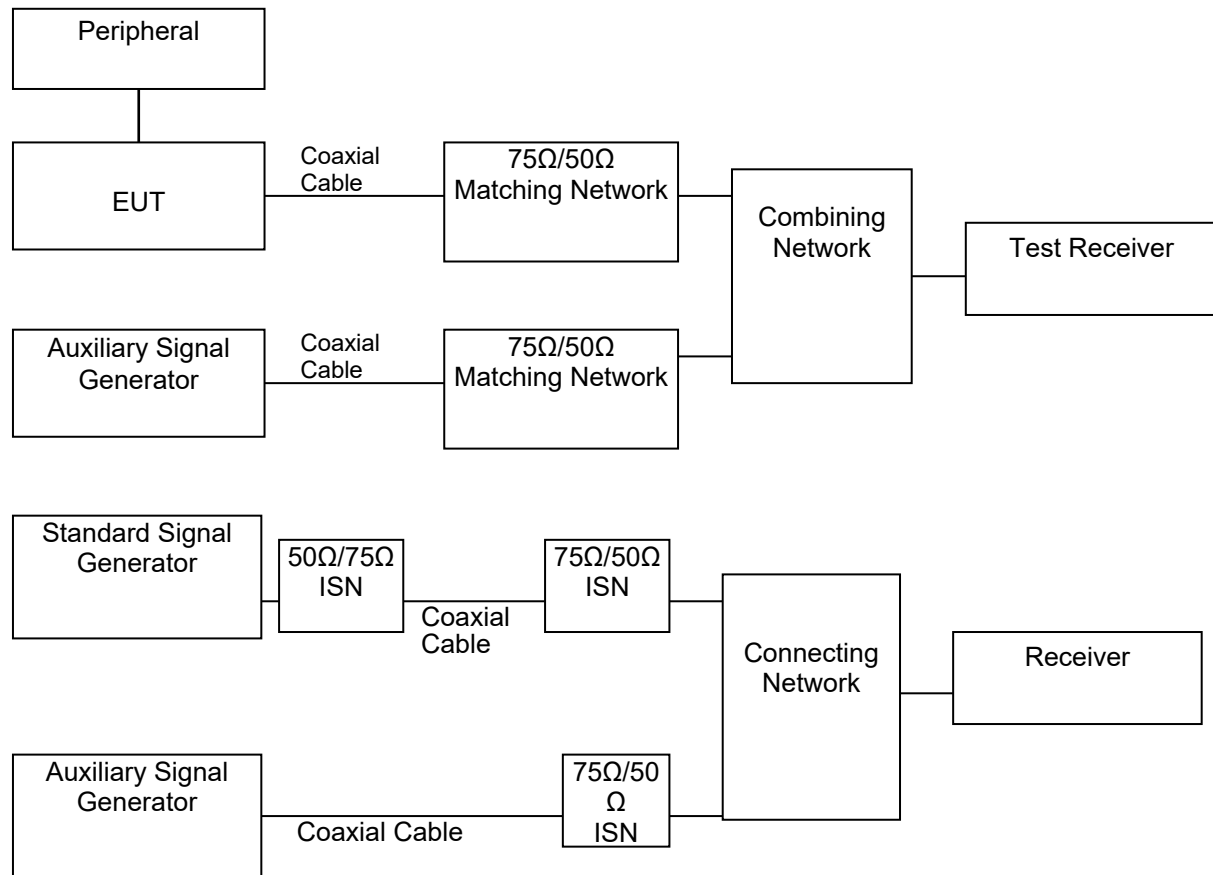 Peripheral
EUT
Coaxial
Cable
75Ω/50Ω
Matching Network
Combining
Network
Test Receiver
Auxiliary Signal
Generator
Coaxial
Cable
75Ω/50Ω
Matching Network
Standard Signal
Generator
50Ω/75Ω
ISN
Coaxial
Cable
75Ω/50Ω
ISN
Connecting
Network
Receiver
Auxiliary Signal
Generator
Coaxial Cable
75Ω/50
Ω
ISN